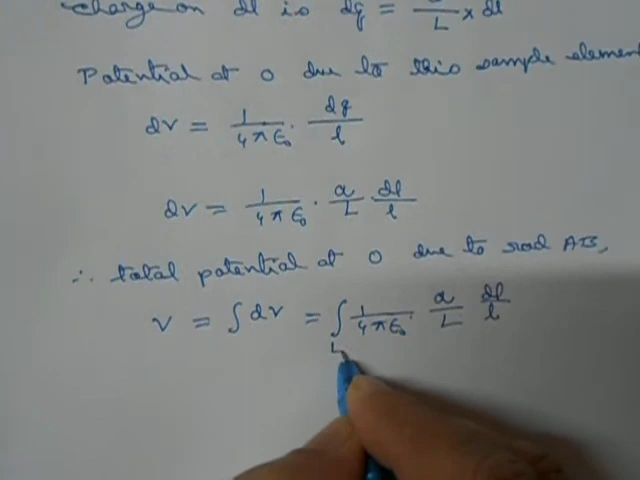 charge on dl is dq = Q/L × dl
Potential at O due to this sample element
dV = 1/4πε₀ · dq/l
dV = 1/4πε₀ · Q/L · dl/l
∴ total potential at O due to rod AB,
V = ∫dV = ∫L 1/4πε₀ · Q/L dl/l